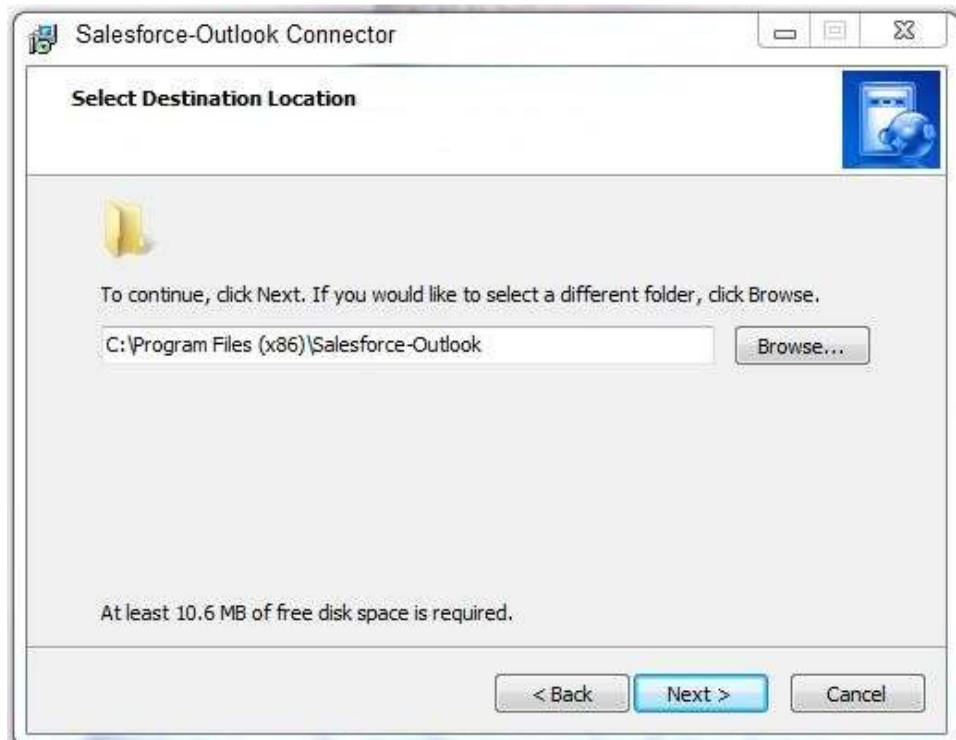 Salesforce-Outlook Connector
Select Destination Location
To continue, click Next. If you would like to select a different folder, click Browse.
C:\Program Files (x86)\Salesforce-Outlook
Browse...
At least 10.6 MB of free disk space is required.
< Back
Next >
Cancel